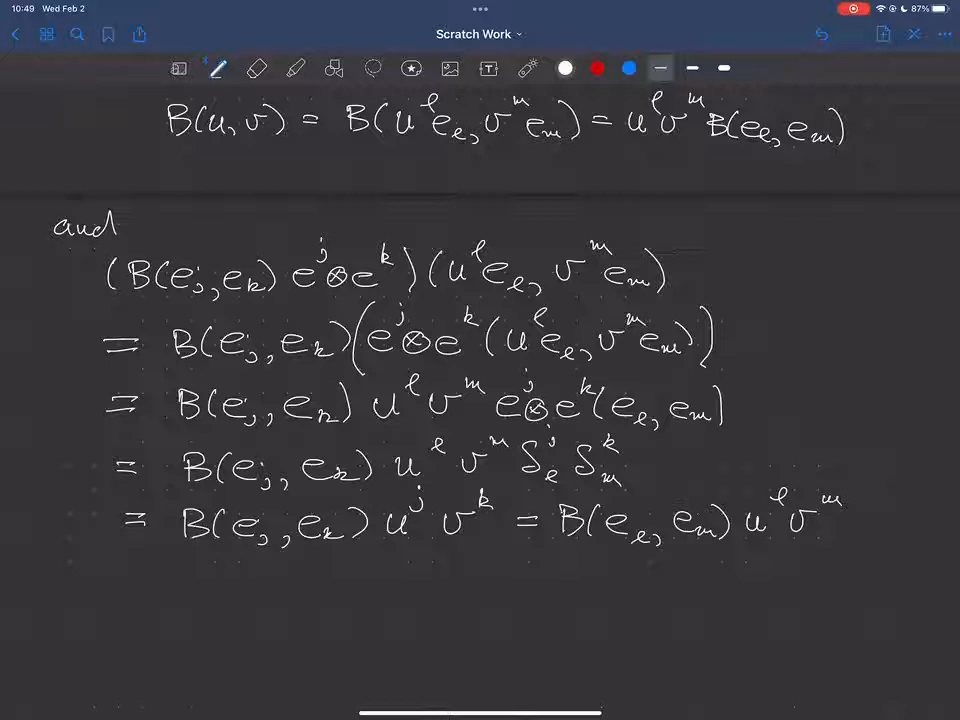 10:49 Wed Feb 2
87%
Scratch Work
B(u, v) = B(u^l e_l, v^m e_m) = u^l v^m B(e_l, e_m)
and
(B(e_j, e_k) e^j ⊗ e^k)(u^l e_l, v^m e_m)
= B(e_j, e_k)(e^j ⊗ e^k (u^l e_l, v^m e_m))
= B(e_j, e_k) u^l v^m e^j ⊗ e^k(e_l, e_m)
= B(e_j, e_k) u^l v^m δ^j_l δ^k_m
= B(e_j, e_k) u^j v^k = B(e_l, e_m) u^l v^m